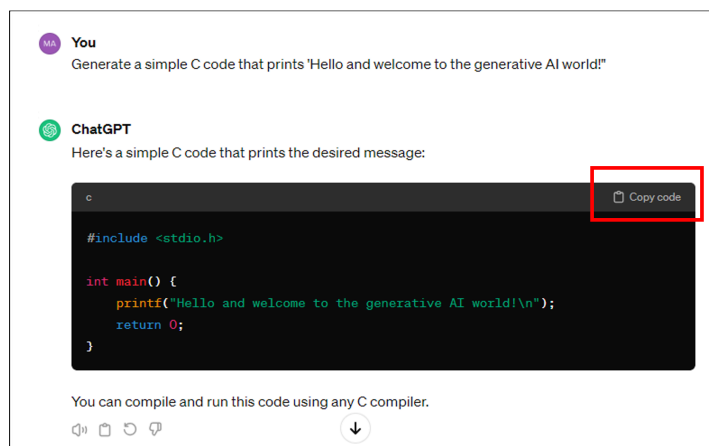 MA
You
Generate a simple C code that prints 'Hello and welcome to the generative AI world!"
ChatGPT
Here's a simple C code that prints the desired message:
c
Copy code
#include <stdio.h>
int main() {
    printf("Hello and welcome to the generative AI world!\n");
    return 0;
}
You can compile and run this code using any C compiler.